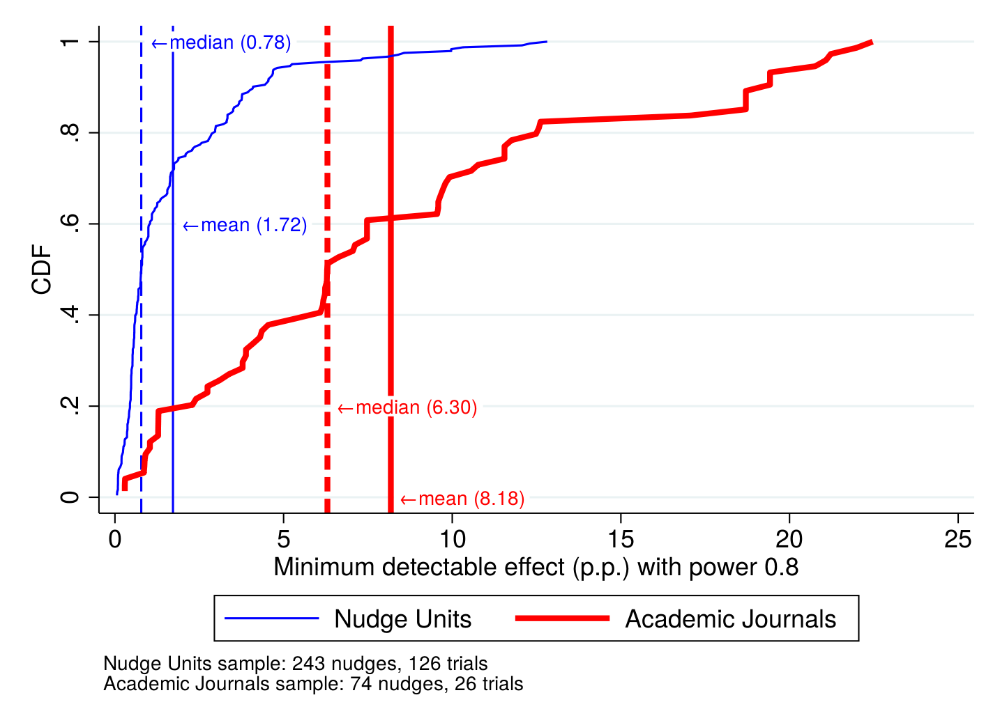 ←median (0.78)
←mean (1.72)
←median (6.30)
←mean (8.18)
CDF
1
.8
.6
.4
.2
0
0 5 10 15 20 25
Minimum detectable effect (p.p.) with power 0.8
Nudge Units Academic Journals
Nudge Units sample: 243 nudges, 126 trials
Academic Journals sample: 74 nudges, 26 trials